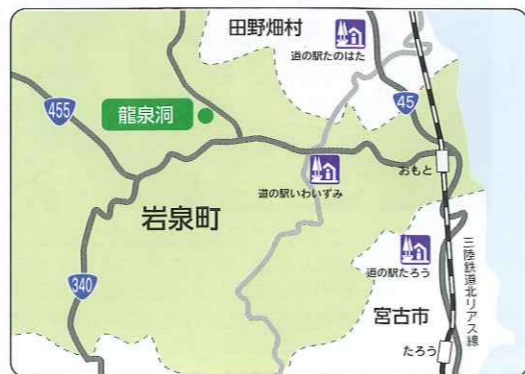 田野畑村
道の駅たのはた
455
45
龍泉洞
おもと
道の駅いわいずみ
岩泉町
三陸鉄道北リアス線
道の駅たろう
340
宮古市
たろう